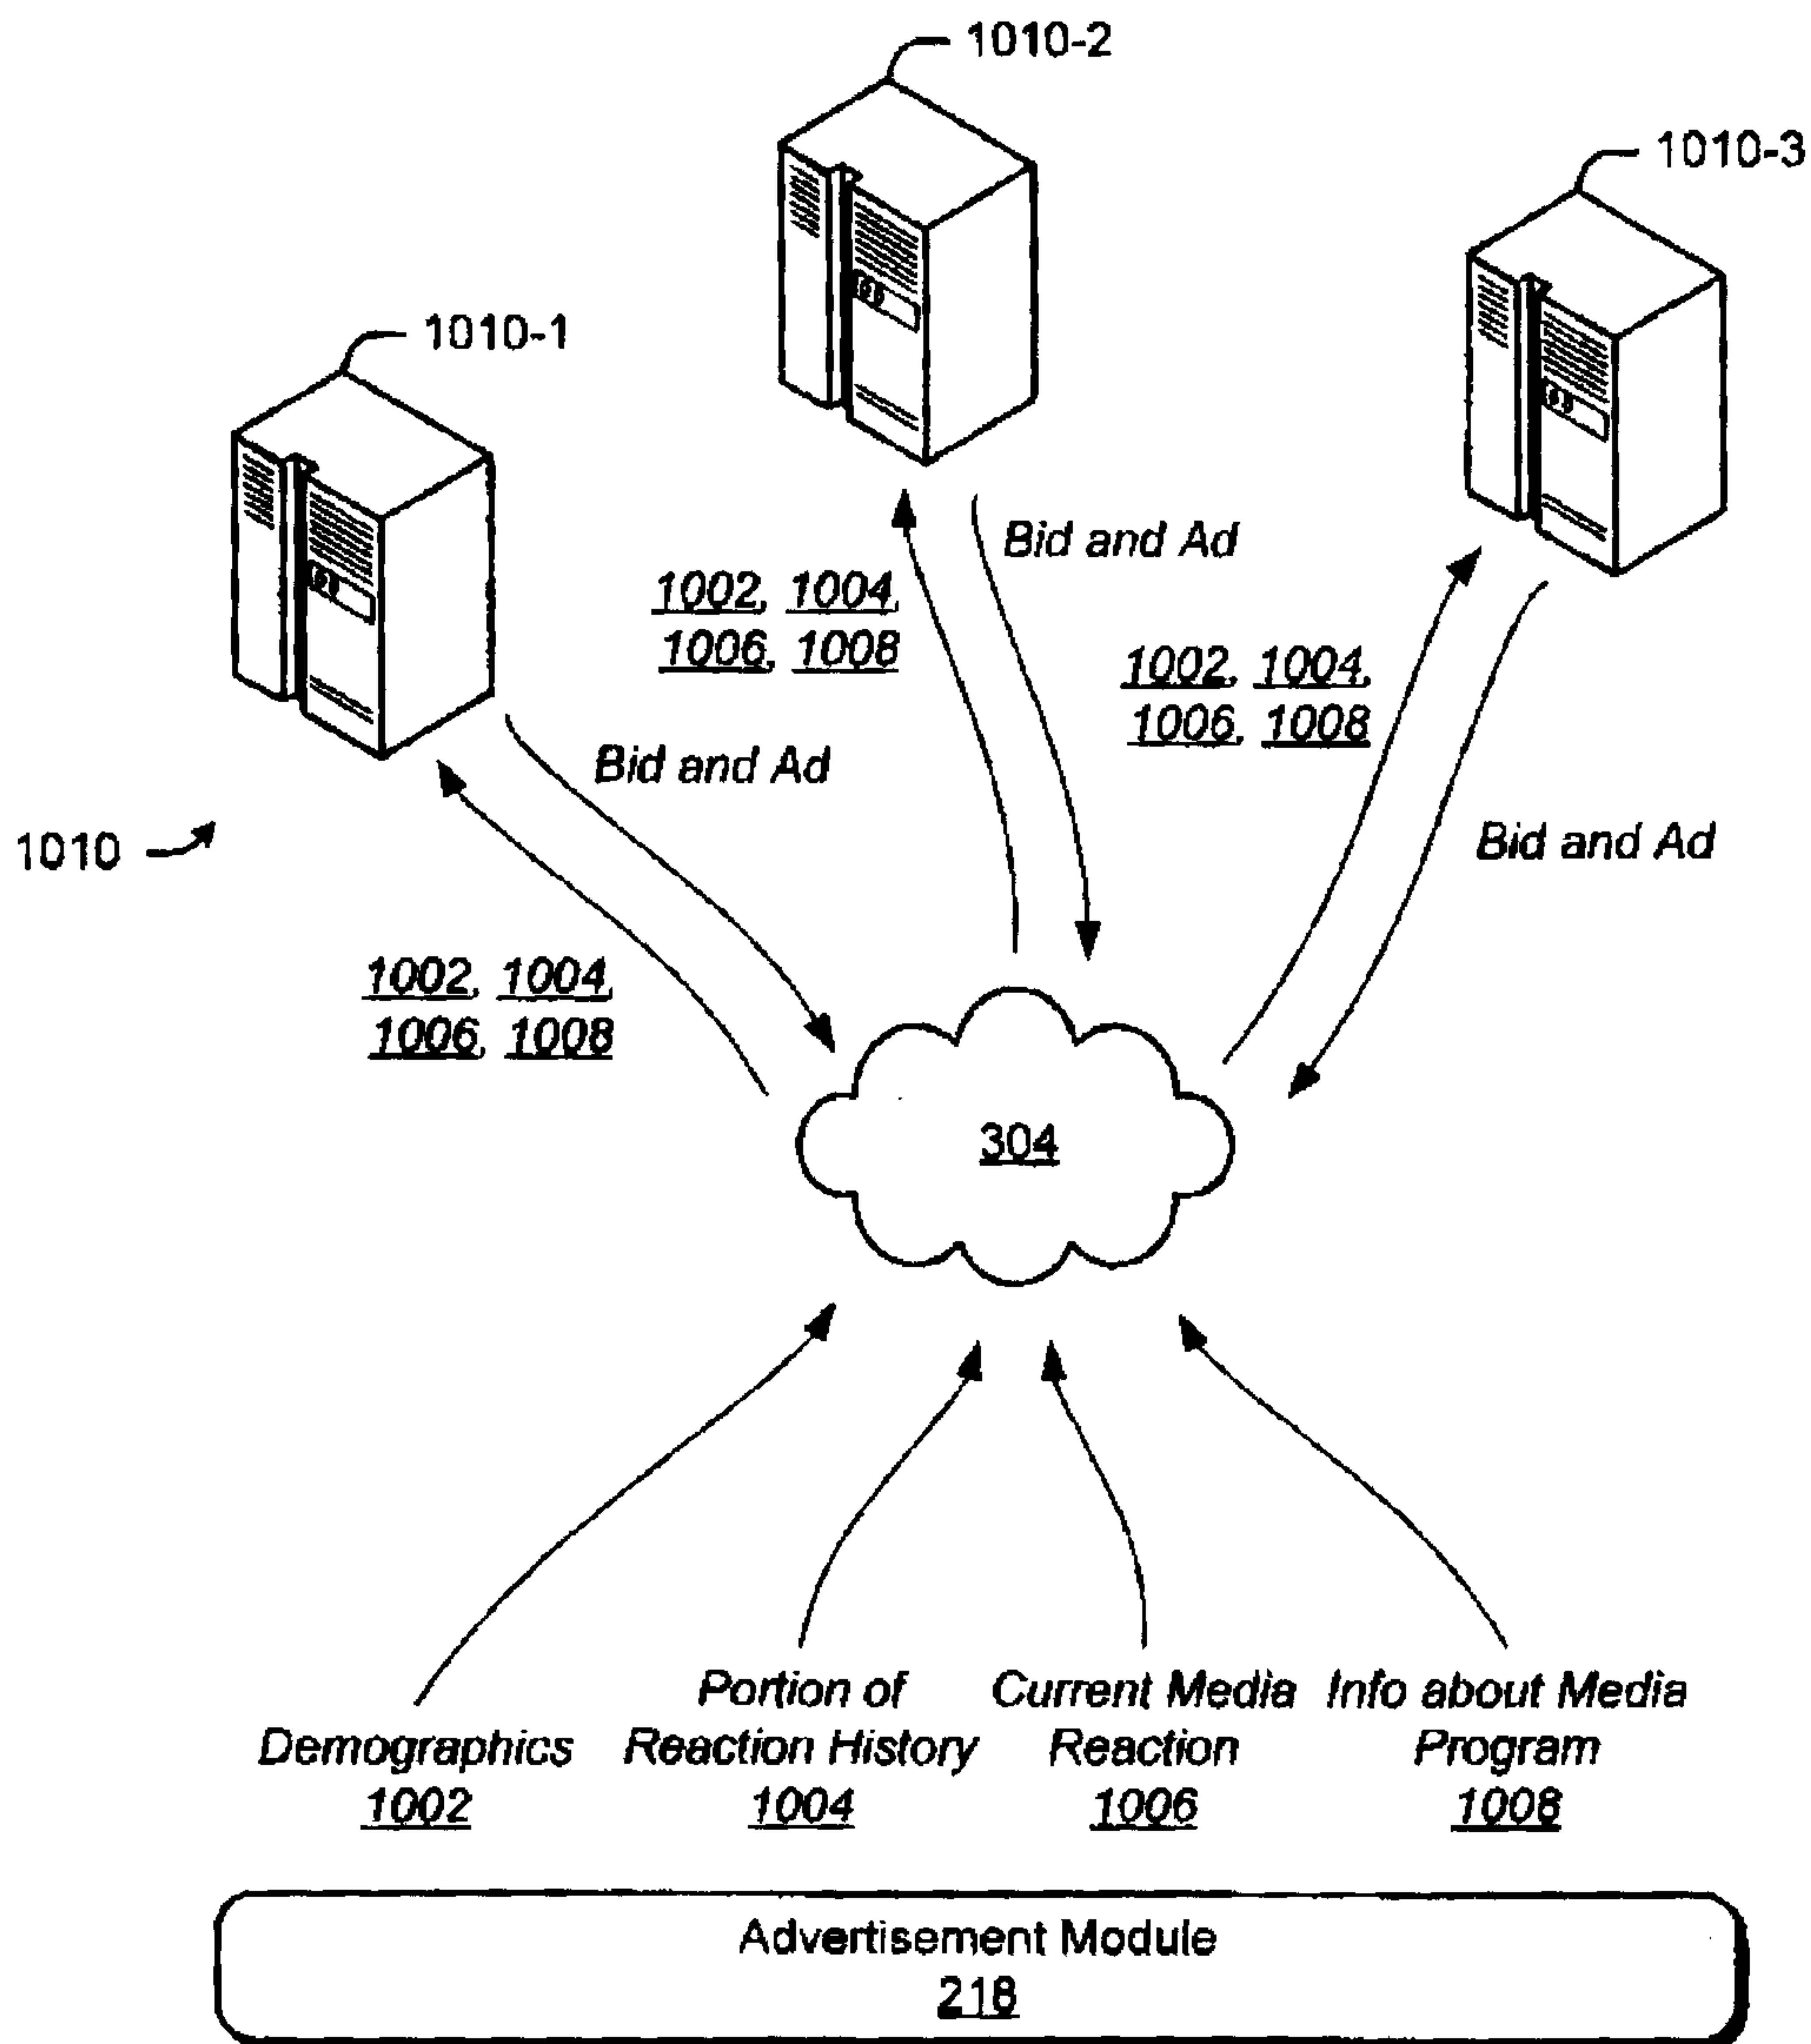 1010-2
1010-3
1010-1
Bid and Ad
1002, 1004,
1006, 1008
1002, 1004,
1006, 1008
Bid and Ad
Bid and Ad
1010
1002, 1004,
1006, 1008
304
Demographics
1002
Portion of
Reaction History
1004
Current Media
Reaction
1006
Info about Media
Program
1008
Advertisement Module
218